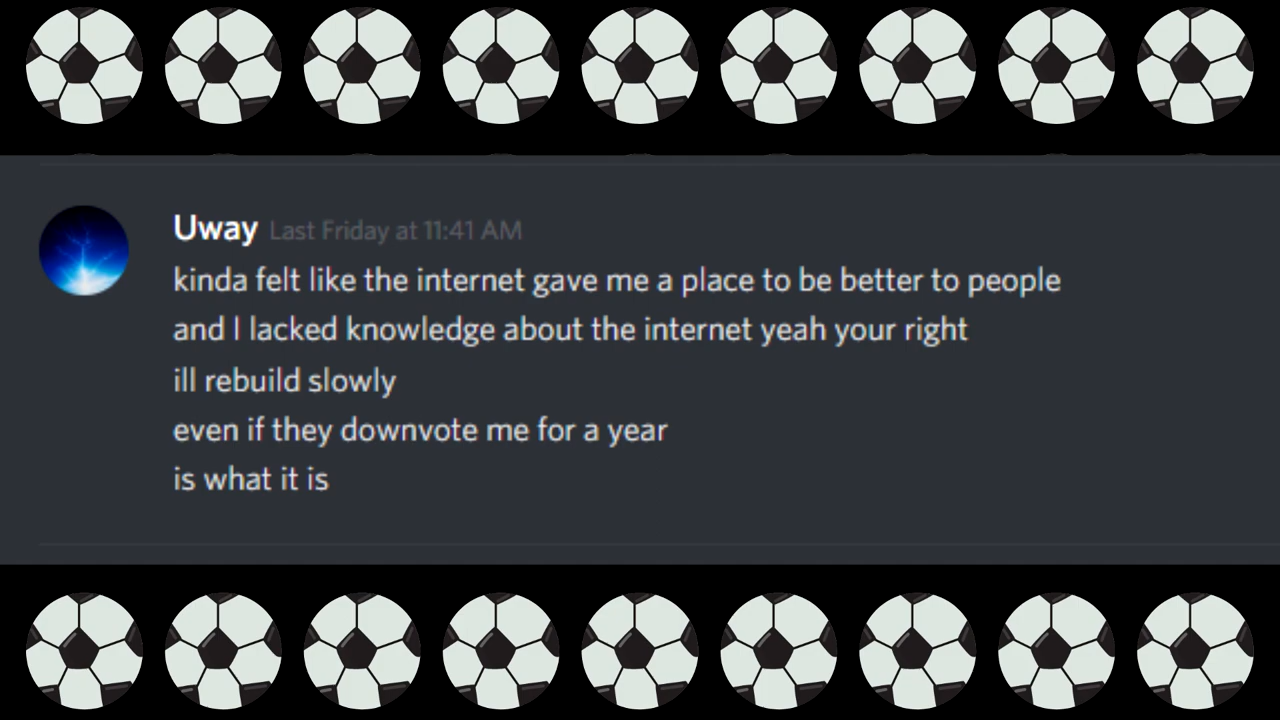 Uway Last Friday at 11:41 AM
kinda felt like the internet gave me a place to be better to people
and I lacked knowledge about the internet yeah your right
ill rebuild slowly
even if they downvote me for a year
is what it is